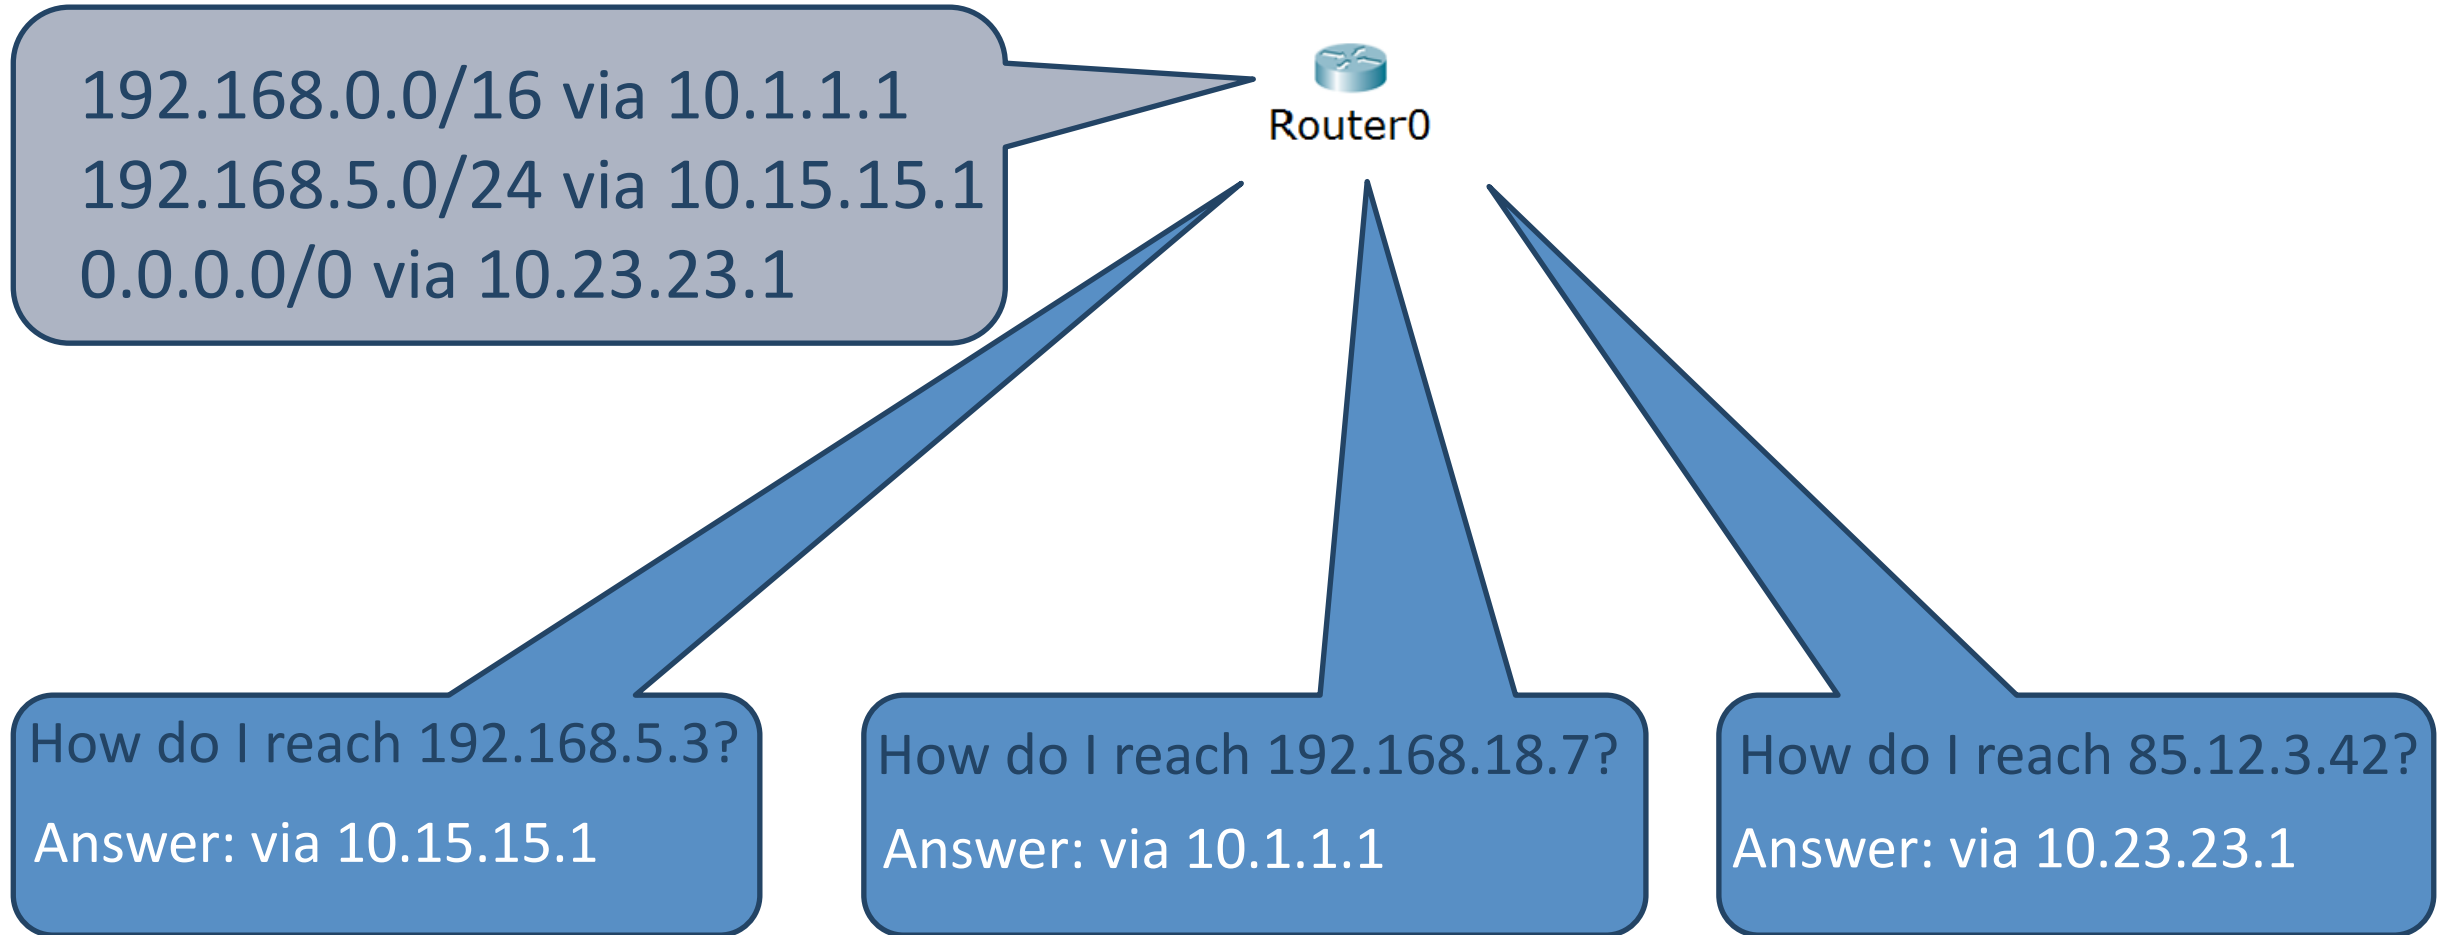 192.168.0.0/16 via 10.1.1.1
192.168.5.0/24 via 10.15.15.1
0.0.0.0/0 via 10.23.23.1
Router0
How do I reach 192.168.5.3?
Answer: via 10.15.15.1
How do I reach 192.168.18.7?
Answer: via 10.1.1.1
How do I reach 85.12.3.42?
Answer: via 10.23.23.1